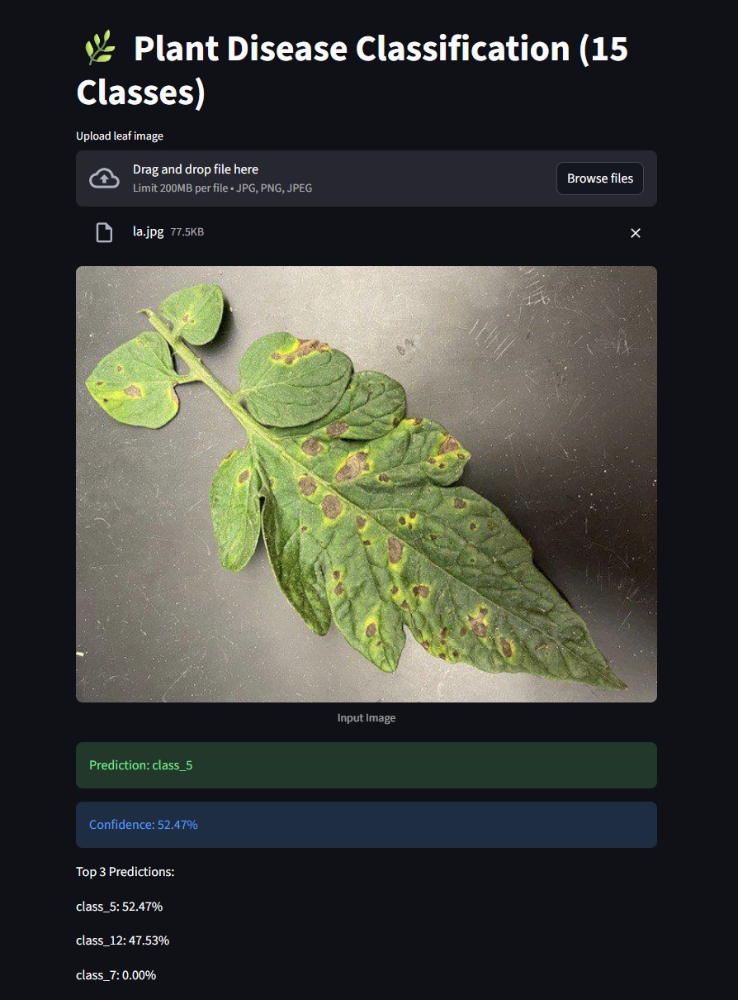 🌿 Plant Disease Classification (15
Classes)
Upload leaf image
Drag and drop file here
Limit 200MB per file • JPG, PNG, JPEG
Browse files
la.jpg 77.5KB
Input Image
Prediction: class_5
Confidence: 52.47%
Top 3 Predictions:
class_5: 52.47%
class_12: 47.53%
class_7: 0.00%